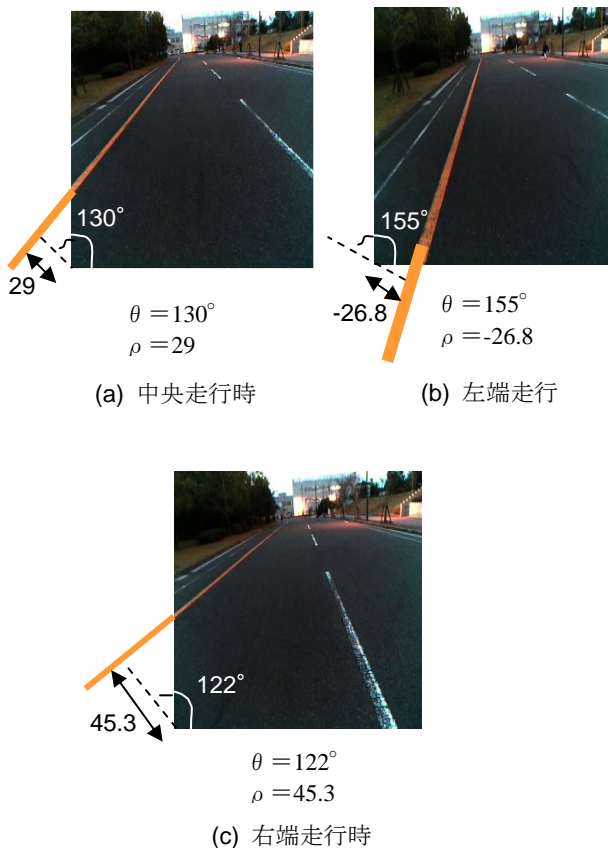 130°
29
θ＝130°
ρ＝29
(a) 中央走行時
155°
-26.8
θ＝155°
ρ＝-26.8
(b) 左端走行
122°
45.3
θ＝122°
ρ＝45.3
(c) 右端走行時